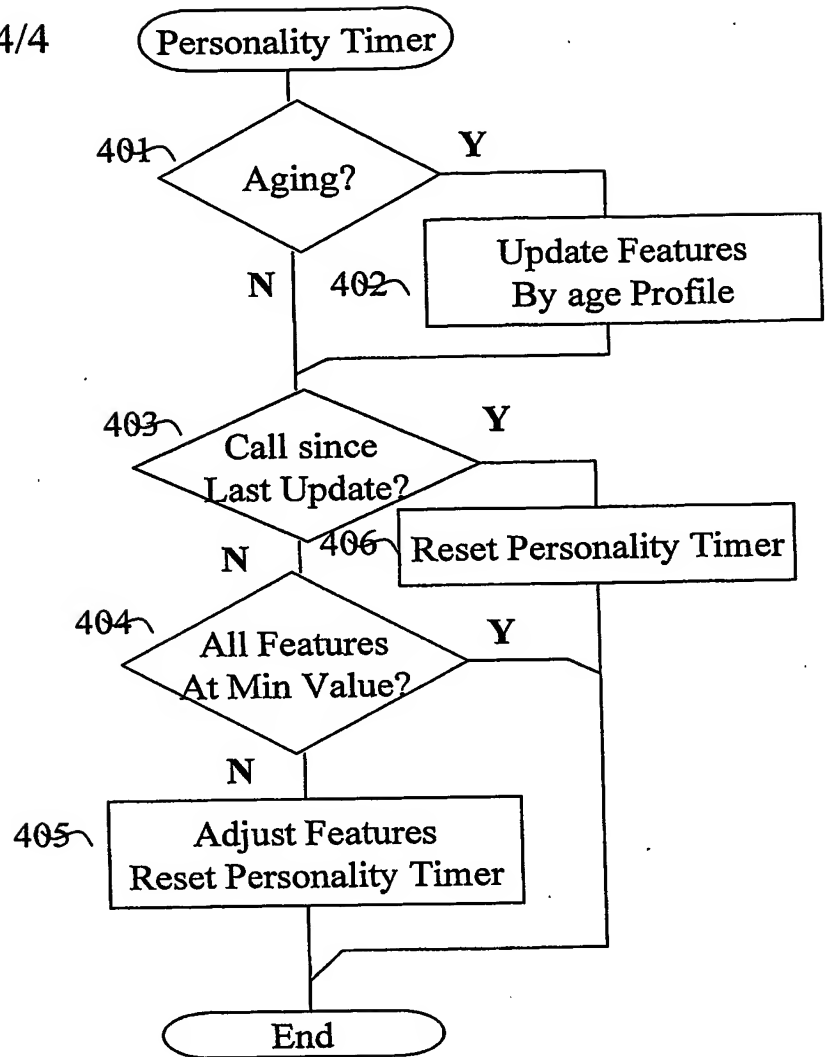 4/4
Personality Timer
401
Aging?
Y
N
402
Update Features
By age Profile
403
Call since
Last Update?
Y
N
406
Reset Personality Timer
404
All Features
At Min Value?
Y
N
405
Adjust Features
Reset Personality Timer
End